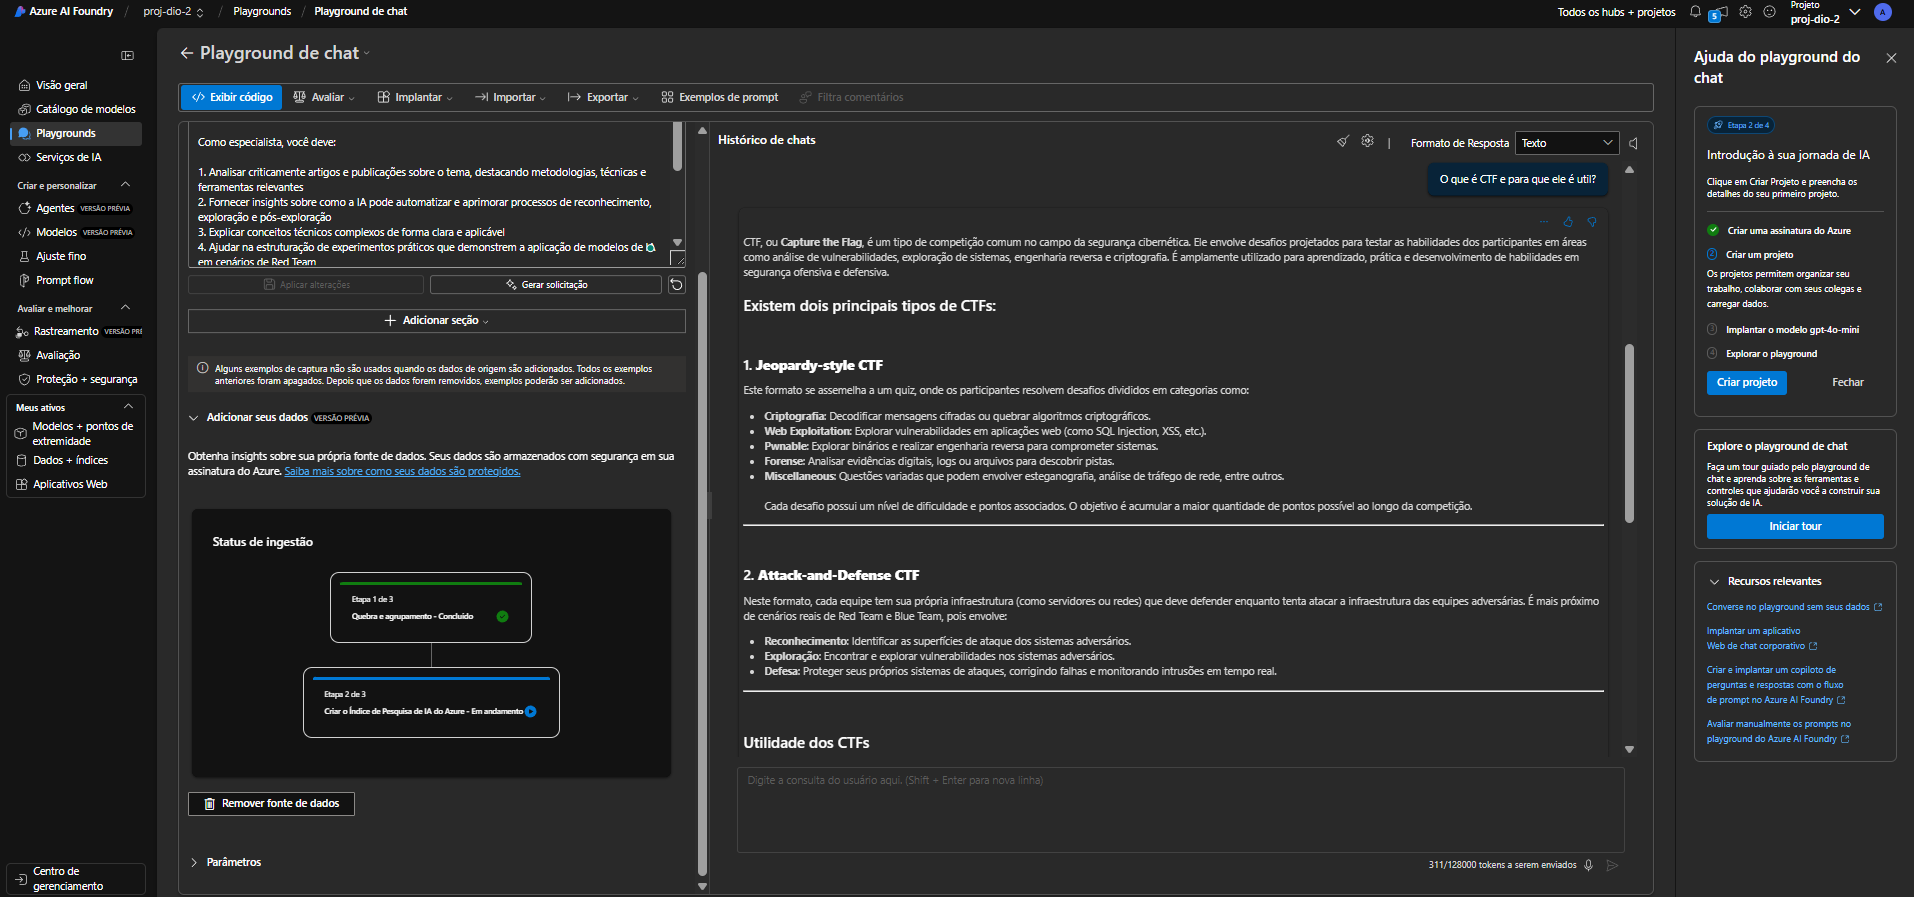 Azure AI Foundry / proj-dio-2 / Playgrounds / Playground de chat
Todos os hubs + projetos
5
Projeto
proj-dio-2
A
Visão geral
Catálogo de modelos
Playgrounds
Serviços de IA
Criar e personalizar
Agentes VERSÃO PRÉVIA
Modelos VERSÃO PRÉVIA
Ajuste fino
Prompt flow
Avaliar e melhorar
Rastreamento VERSÃO PRÉ
Avaliação
Proteção + segurança
Meus ativos
Modelos + pontos de
extremidade
Dados + índices
Aplicativos Web
Centro de
gerenciamento
Playground de chat
Exibir código
Avaliar
Implantar
Importar
Exportar
Exemplos de prompt
Filtra comentários
Como especialista, você deve:
1. Analisar criticamente artigos e publicações sobre o tema, destacando metodologias, técnicas e
ferramentas relevantes
2. Fornecer insights sobre como a IA pode automatizar e aprimorar processos de reconhecimento,
exploração e pós-exploração
3. Explicar conceitos técnicos complexos de forma clara e aplicável
4. Ajudar na estruturação de experimentos práticos que demonstrem a aplicação de modelos de
em cenários de Red Team
Aplicar alterações
Gerar solicitação
Adicionar seção
Alguns exemplos de captura não são usados quando os dados de origem são adicionados. Todos os exemplos
anteriores foram apagados. Depois que os dados forem removidos, exemplos poderão ser adicionados.
Adicionar seus dados VERSÃO PRÉVIA
Obtenha insights sobre sua própria fonte de dados. Seus dados são armazenados com segurança em sua
assinatura do Azure. Saiba mais sobre como seus dados são protegidos.
Status de ingestão
Etapa 1 de 3
Quebra e agrupamento - Concluído
Etapa 2 de 3
Criar o Índice de Pesquisa de IA do Azure - Em andamento
Remover fonte de dados
Parâmetros
Histórico de chats
Formato de Resposta
Texto
O que é CTF e para que ele é util?
CTF, ou Capture the Flag, é um tipo de competição comum no campo da segurança cibernética. Ele envolve desafios projetados para testar as habilidades dos participantes em áreas
como análise de vulnerabilidades, exploração de sistemas, engenharia reversa e criptografia. É amplamente utilizado para aprendizado, prática e desenvolvimento de habilidades em
segurança ofensiva e defensiva.
Existem dois principais tipos de CTFs:
1. Jeopardy-style CTF
Este formato se assemelha a um quiz, onde os participantes resolvem desafios divididos em categorias como:
• Criptografia: Decodificar mensagens cifradas ou quebrar algoritmos criptográficos.
• Web Exploitation: Explorar vulnerabilidades em aplicações web (como SQL Injection, XSS, etc.).
• Pwnable: Explorar binários e realizar engenharia reversa para comprometer sistemas.
• Forense: Analisar evidências digitais, logs ou arquivos para descobrir pistas.
• Miscellaneous: Questões variadas que podem envolver esteganografia, análise de tráfego de rede, entre outros.
Cada desafio possui um nível de dificuldade e pontos associados. O objetivo é acumular a maior quantidade de pontos possível ao longo da competição.
2. Attack-and-Defense CTF
Neste formato, cada equipe tem sua própria infraestrutura (como servidores ou redes) que deve defender enquanto tenta atacar a infraestrutura das equipes adversárias. É mais próximo
de cenários reais de Red Team e Blue Team, pois envolve:
• Reconhecimento: Identificar as superfícies de ataque dos sistemas adversários.
• Exploração: Encontrar e explorar vulnerabilidades nos sistemas adversários.
• Defesa: Proteger seus próprios sistemas de ataques, corrigindo falhas e monitorando intrusões em tempo real.
Utilidade dos CTFs
Digite a consulta do usuário aqui. (Shift + Enter para nova linha)
311/128000 tokens a serem enviados
Ajuda do playground do
chat
Etapa 2 de 4
Introdução à sua jornada de IA
Clique em Criar Projeto e preencha os
detalhes do seu primeiro projeto.
Criar uma assinatura do Azure
2 Criar um projeto
Os projetos permitem organizar seu
trabalho, colaborar com seus colegas e
carregar dados.
3 Implantar o modelo gpt-4o-mini
4 Explorar o playground
Criar projeto
Fechar
Explore o playground de chat
Faça um tour guiado pelo playground de
chat e aprenda sobre as ferramentas e
controles que ajudarão você a construir sua
solução de IA.
Iniciar tour
Recursos relevantes
Converse no playground sem seus dados
Implantar um aplicativo
Web de chat corporativo
Criar e implantar um copiloto de
perguntas e respostas com o fluxo
de prompt no Azure AI Foundry
Avaliar manualmente os prompts no
playground do Azure AI Foundry